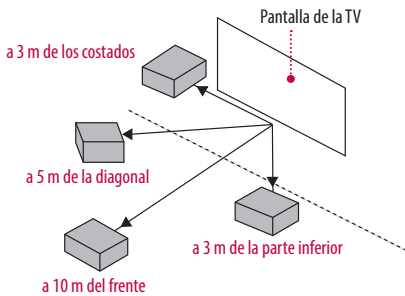 Pantalla de la TV
a 3 m de los costados
a 5 m de la diagonal
a 3 m de la parte inferior
a 10 m del frente